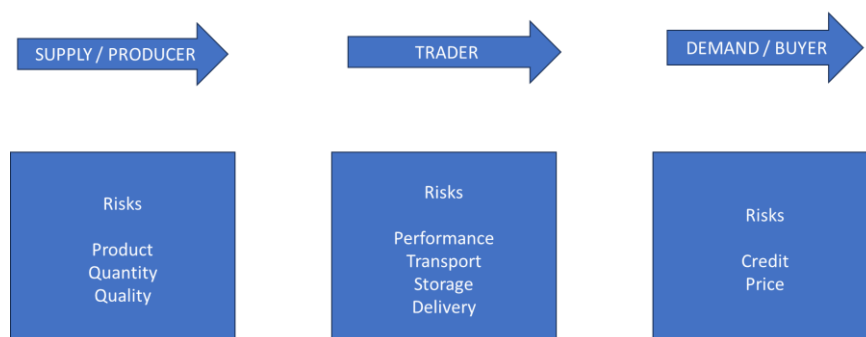 SUPPLY / PRODUCER
TRADER
DEMAND / BUYER
Risks
Product
Quantity
Quality
Risks
Performance
Transport
Storage
Delivery
Risks
Credit
Price